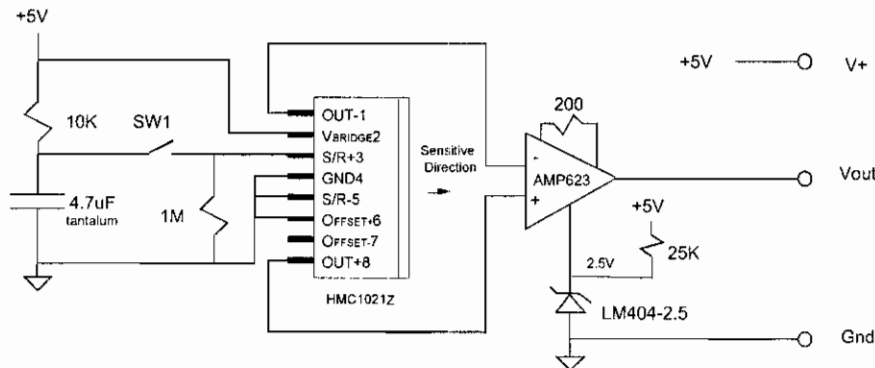 +5V
10K
SW1
4.7uF
tantalum
1M
OUT-1
VBRIDGE2
S/R+3
GND4
S/R-5
OFFSET+6
OFFSET-7
OUT+8
HMC1021Z
Sensitive
Direction
200
-
AMP623
+
+5V
25K
2.5V
LM404-2.5
+5V
V+
Vout
Gnd